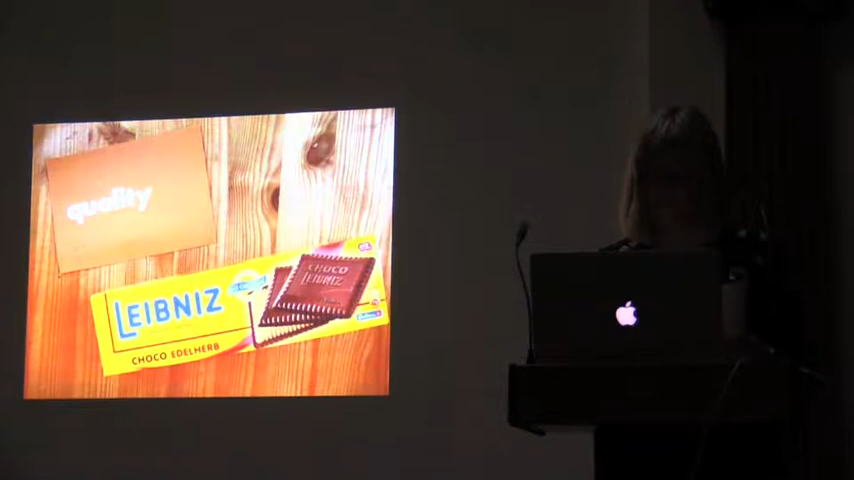 quality
LEIBNIZ
CHOCO EDELHERB
CHOCO
LEIBNIZ